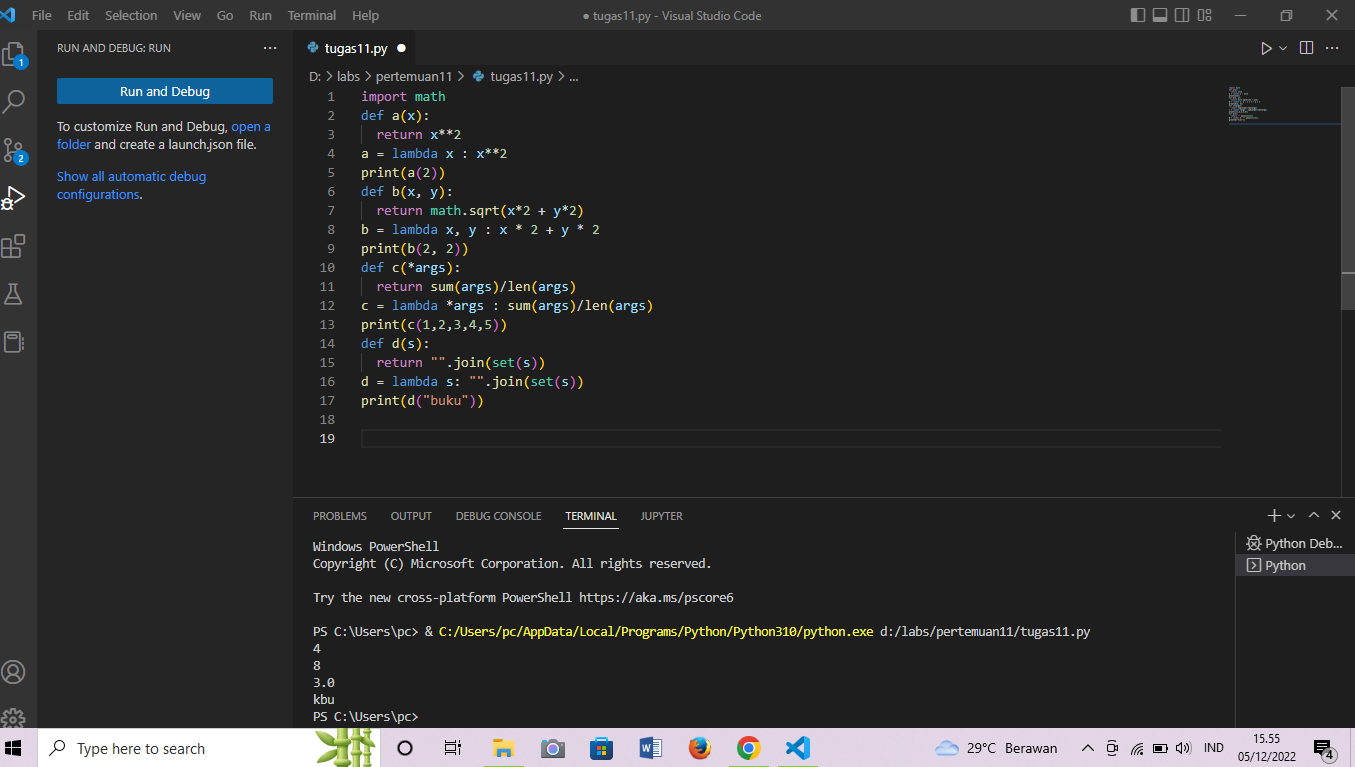 File Edit Selection View Go Run Terminal Help
● tugas11.py - Visual Studio Code
RUN AND DEBUG: RUN ...
Run and Debug
To customize Run and Debug, open a
folder and create a launch.json file.
Show all automatic debug
configurations.
1
2
tugas11.py ●
D: > labs > pertemuan11 > tugas11.py > ...
1 import math
2 def a(x):
3   return x**2
4 a = lambda x : x**2
5 print(a(2))
6 def b(x, y):
7   return math.sqrt(x*2 + y*2)
8 b = lambda x, y : x * 2 + y * 2
9 print(b(2, 2))
10 def c(*args):
11   return sum(args)/len(args)
12 c = lambda *args : sum(args)/len(args)
13 print(c(1,2,3,4,5))
14 def d(s):
15   return "".join(set(s))
16 d = lambda s: "".join(set(s))
17 print(d("buku"))
18
19
PROBLEMS OUTPUT DEBUG CONSOLE TERMINAL JUPYTER
Windows PowerShell
Copyright (C) Microsoft Corporation. All rights reserved.
Try the new cross-platform PowerShell https://aka.ms/pscore6
PS C:\Users\pc> & C:/Users/pc/AppData/Local/Programs/Python/Python310/python.exe d:/labs/pertemuan11/tugas11.py
4
8
3.0
kbu
PS C:\Users\pc>
Python Deb...
Python
Type here to search
29°C Berawan
IND
15.55
05/12/2022
4